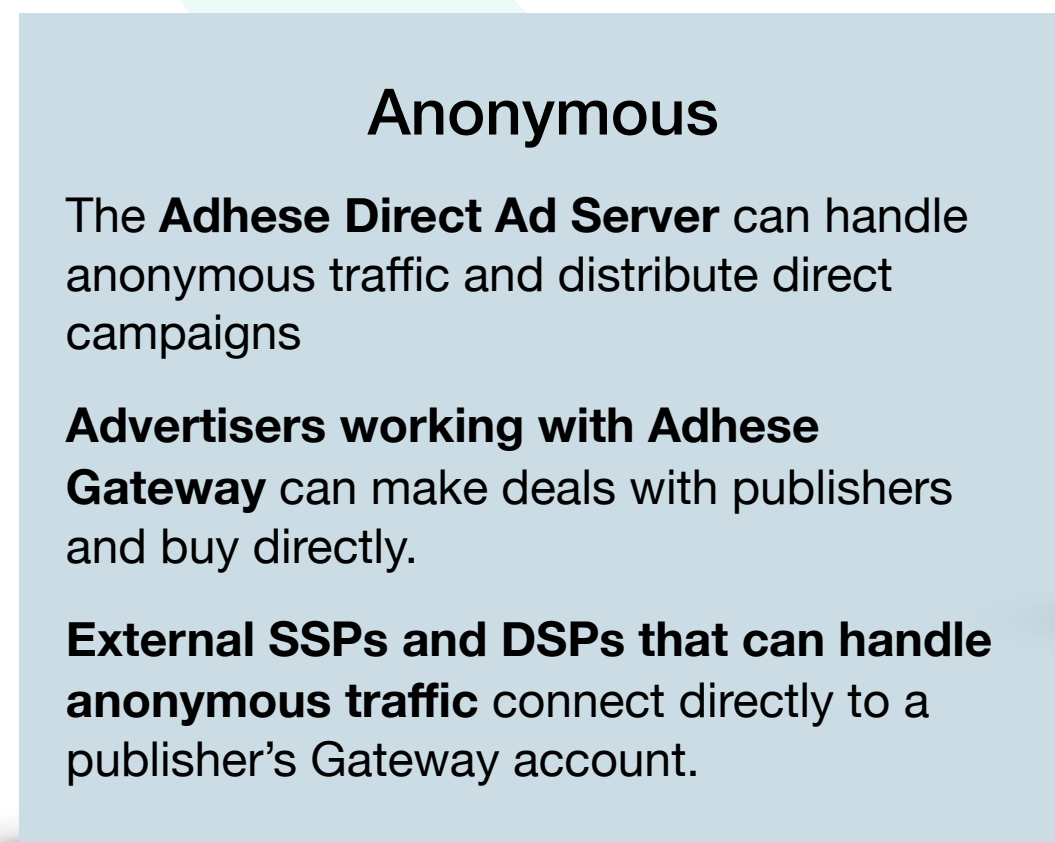 Anonymous
The Adhese Direct Ad Server can handle
anonymous traffic and distribute direct
campaigns
Advertisers working with Adhese
Gateway can make deals with publishers
and buy directly.
External SSPs and DSPs that can handle
anonymous traffic connect directly to a
publisher’s Gateway account.